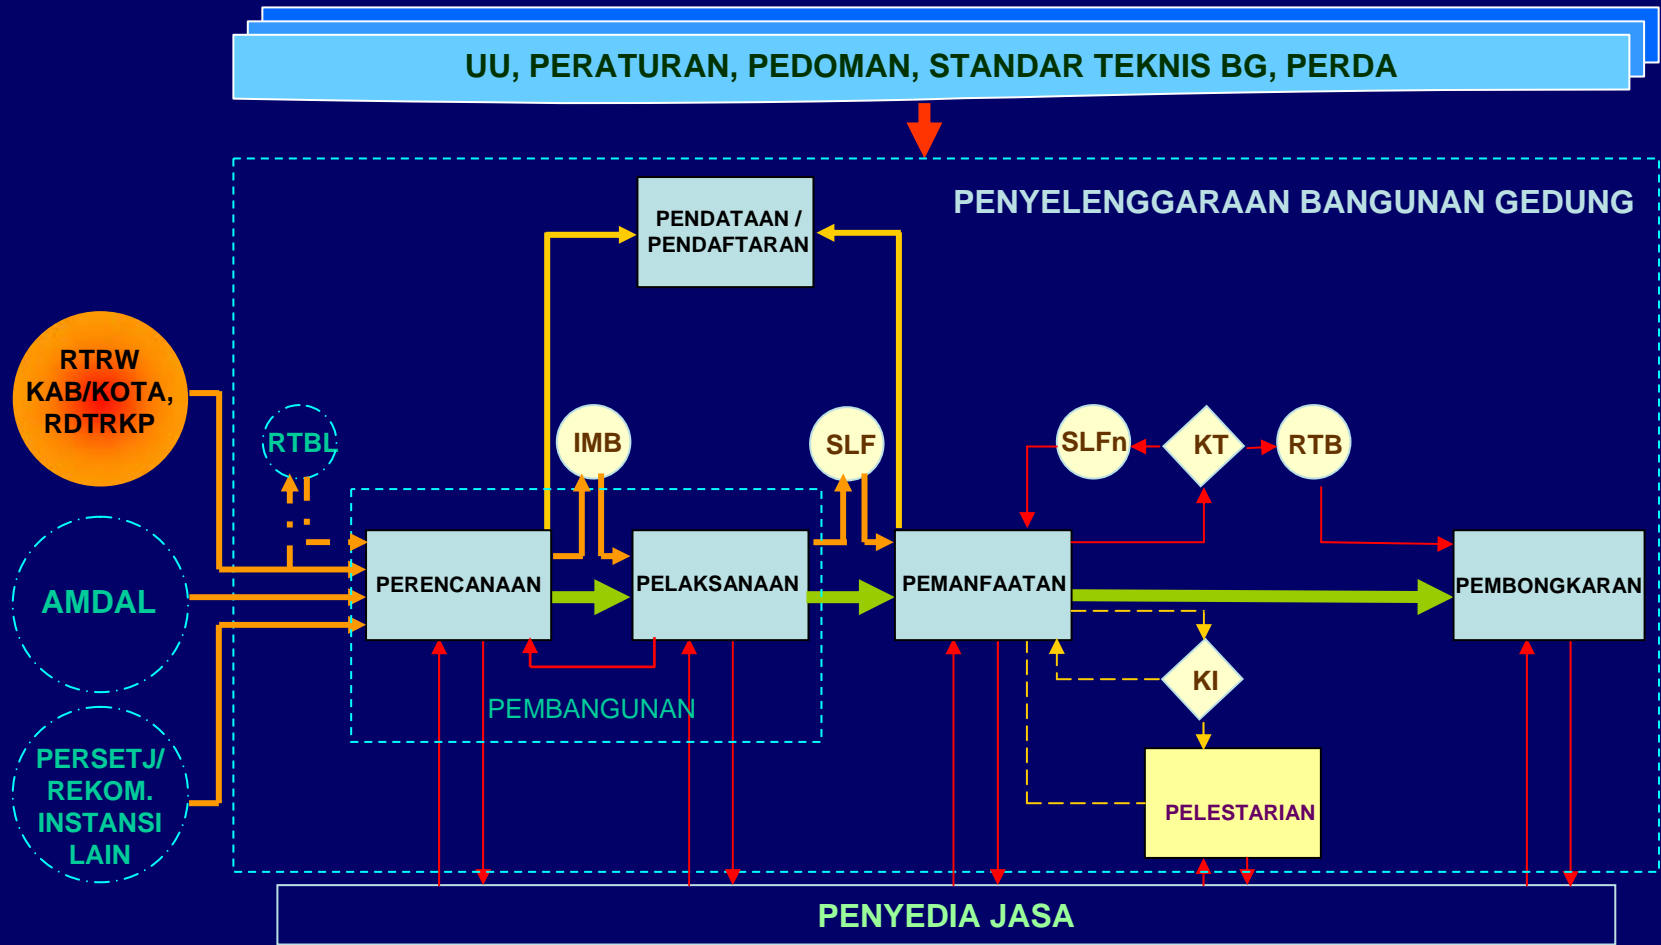 UU, PERATURAN, PEDOMAN, STANDAR TEKNIS BG, PERDA
PENYELENGGARAAN BANGUNAN GEDUNG
PENDATAAN /
PENDAFTARAN
RTRW
KAB/KOTA,
RDTRKP
RTBL
IMB
SLF
SLFn
KT
RTB
AMDAL
PERENCANAAN
PELAKSANAAN
PEMANFAATAN
PEMBONGKARAN
KI
PEMBANGUNAN
PERSETJ/
REKOM.
INSTANSI
LAIN
PELESTARIAN
PENYEDIA JASA